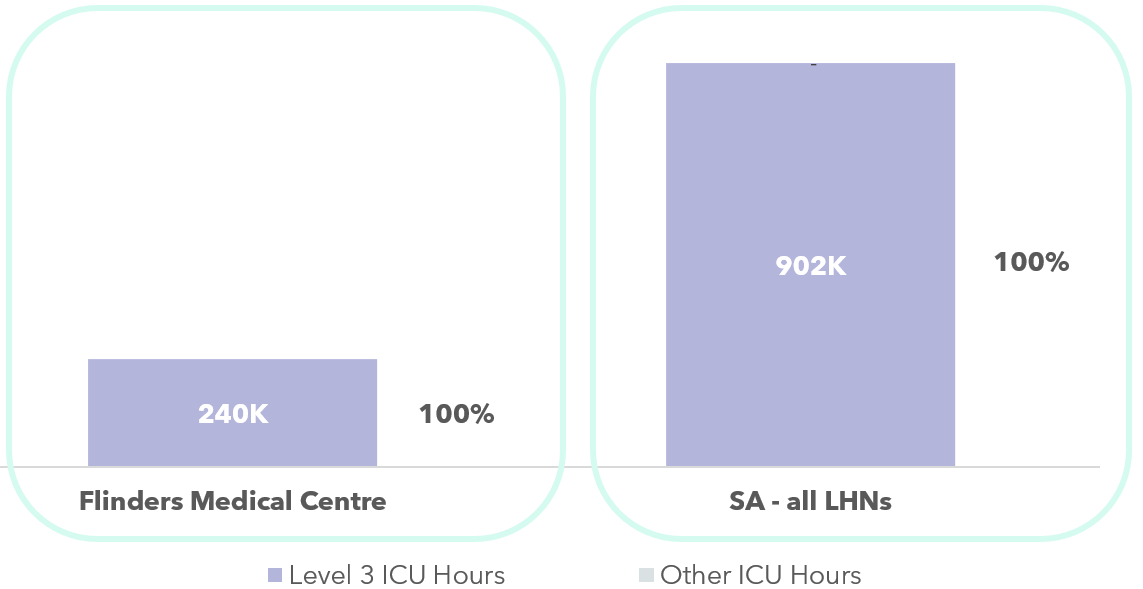 -
902K
100%
240K
100%
Flinders Medical Centre
SA - all LHNs
Level 3 ICU Hours
Other ICU Hours